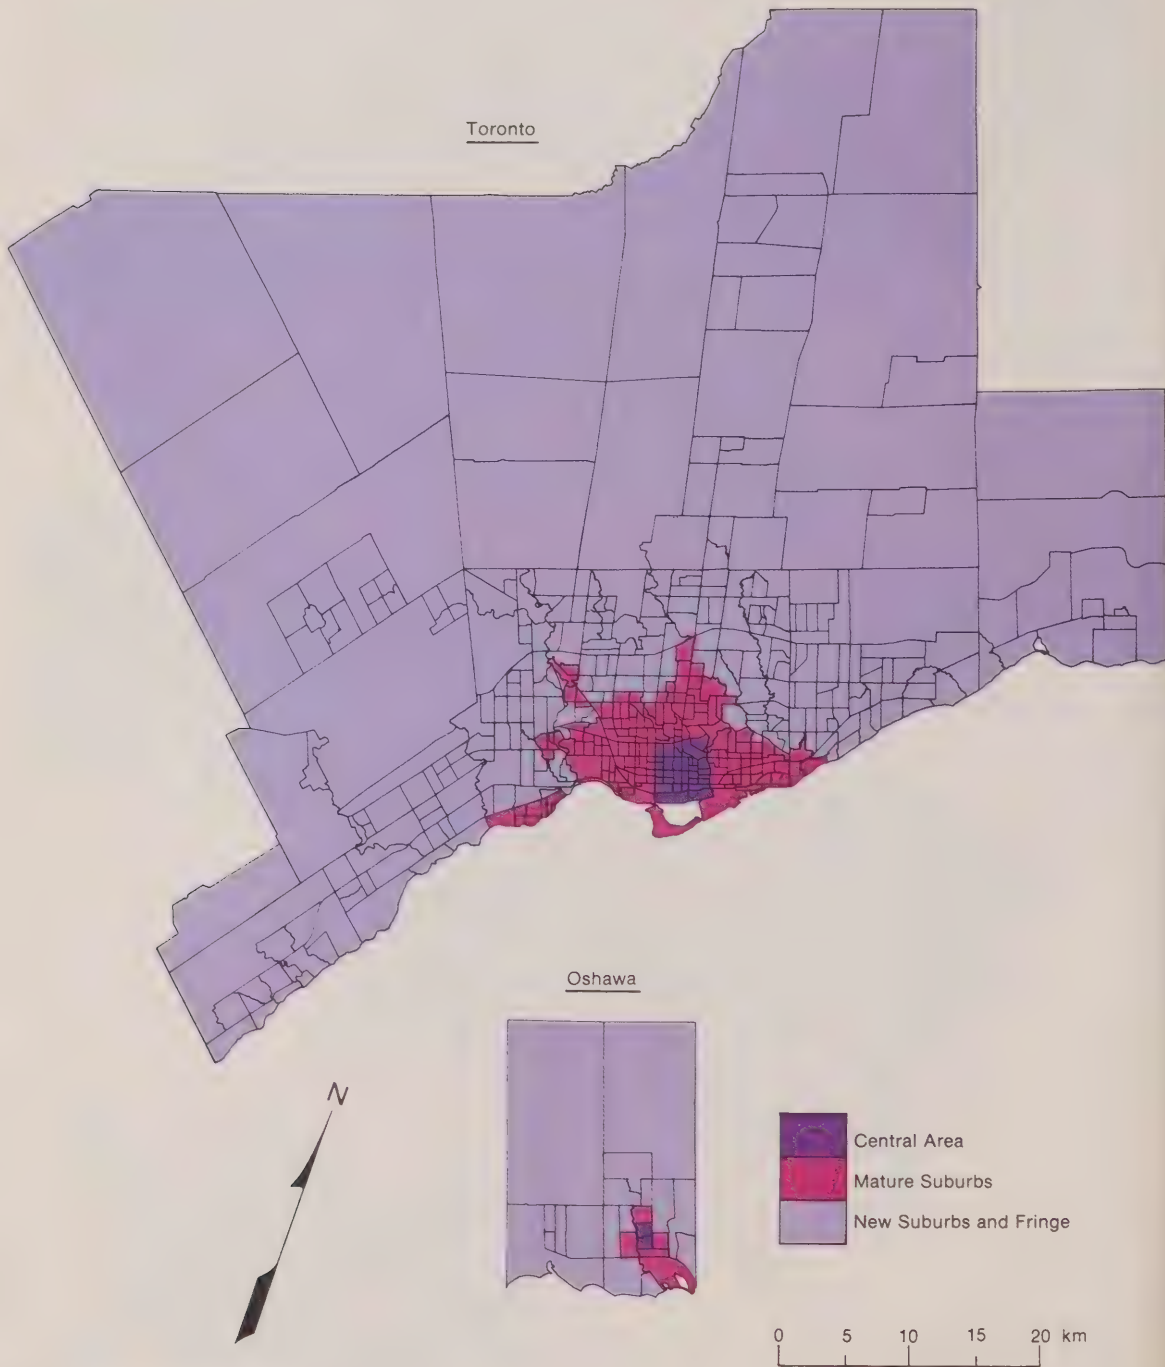 Toronto
Oshawa
N
Central Area
Mature Suburbs
New Suburbs and Fringe
0 5 10 15 20 km